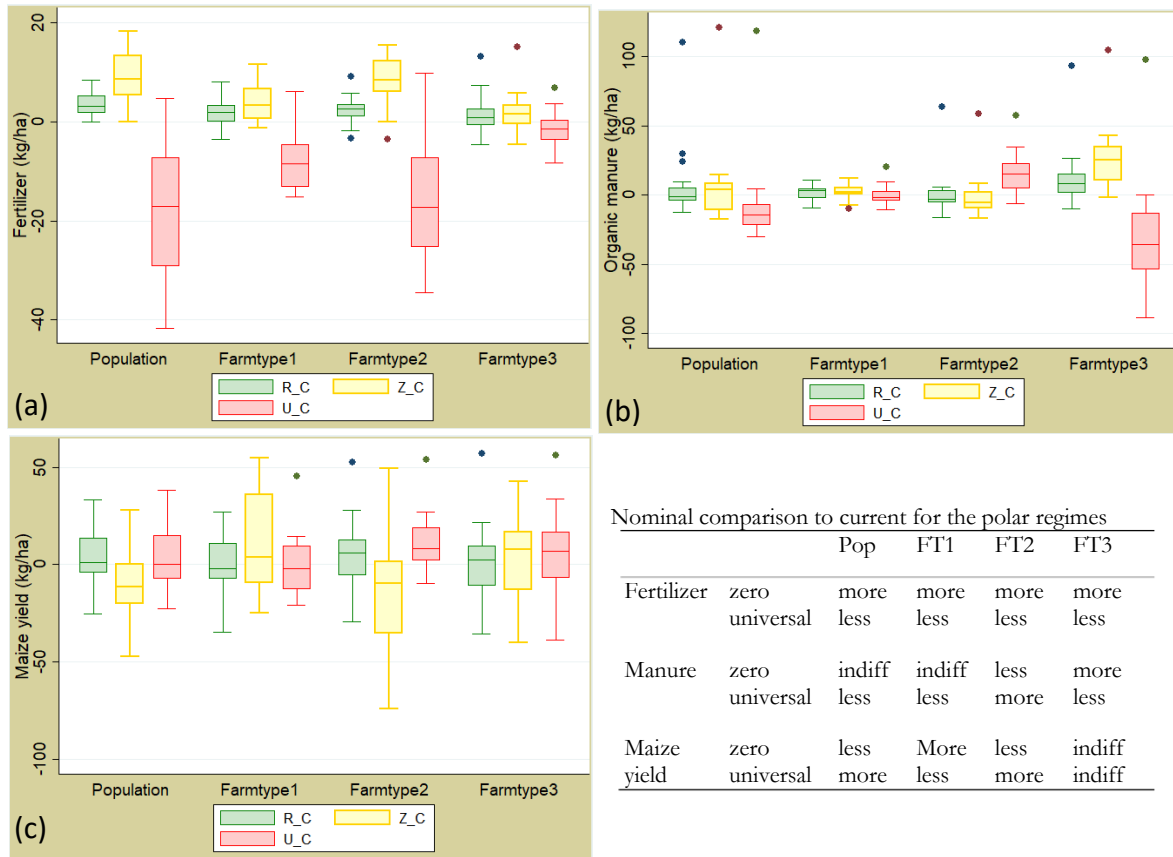 Fertilizer (kg/ha)
20
0
-20
-40
Population Farmtype1 Farmtype2 Farmtype3
R_C Z_C
U_C
(a)
Organic manure (kg/ha)
100
50
0
-50
-100
Population Farmtype1 Farmtype2 Farmtype3
R_C Z_C
U_C
(b)
Maize yield (kg/ha)
50
0
-50
-100
Population Farmtype1 Farmtype2 Farmtype3
R_C Z_C
U_C
(c)
Nominal comparison to current for the polar regimes
Pop FT1 FT2 FT3
Fertilizer zero more more more more
universal less less less less
Manure zero indiff indiff less more
universal less less more less
Maize zero less More less indiff
yield universal more less more indiff